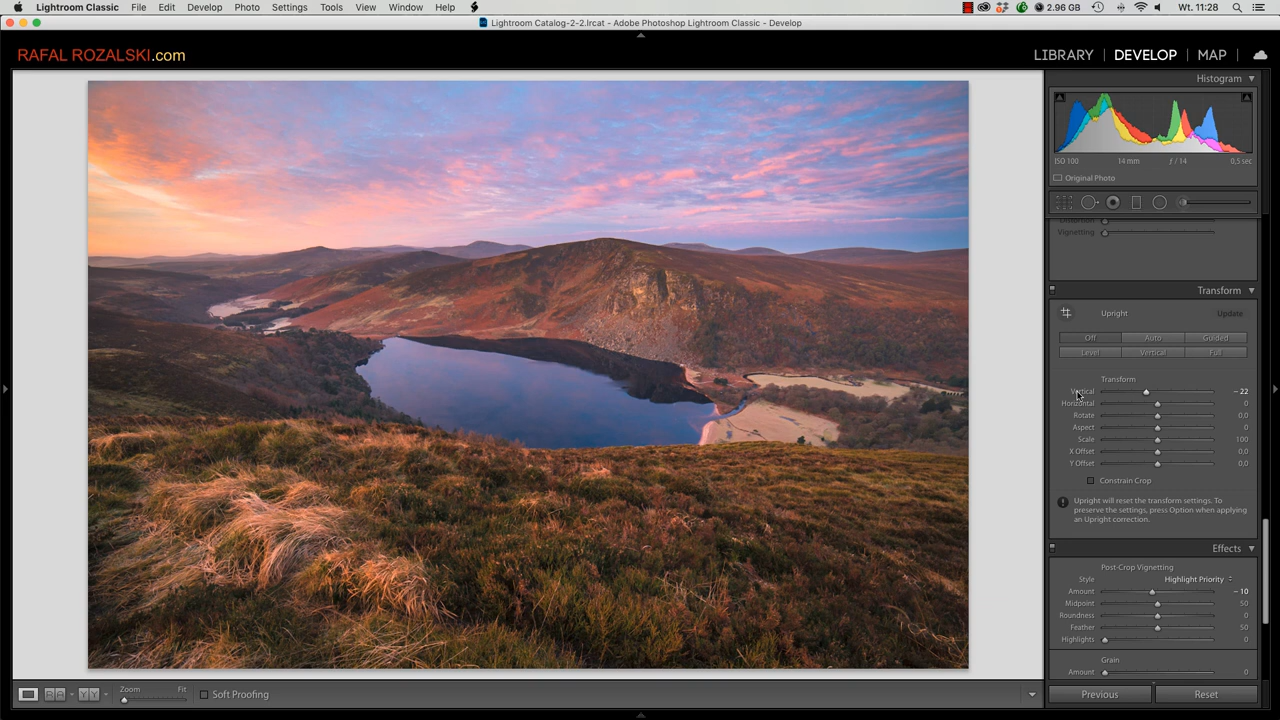 Lightroom Classic File Edit Develop Photo Settings Tools View Window Help 2.96 GB Wt. 11:28
Lightroom Catalog-2-2.lrcat - Adobe Photoshop Lightroom Classic - Develop
RAFAL ROZALSKI.com
LIBRARY | DEVELOP | MAP
Histogram
ISO 100 14 mm ƒ / 14 0,5 sec
Original Photo
Distortion
Vignetting
Transform
Upright Update
Off Auto Guided
Level Vertical Full
Transform
Vertical - 22
Horizontal 0
Rotate 0,0
Aspect 0
Scale 100
X Offset 0,0
Y Offset 0,0
Constrain Crop
Upright will reset the transform settings. To
preserve the settings, press Option when applying
an Upright correction.
Effects
Post-Crop Vignetting
Style Highlight Priority
Amount - 10
Midpoint 50
Roundness 0
Feather 50
Highlights 0
Grain
Amount 0
Zoom Fit
Soft Proofing
Previous Reset